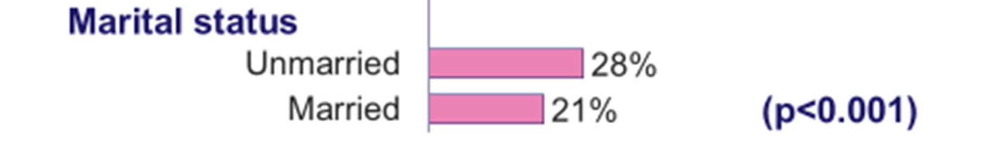 Marital status
Unmarried 28%
Married 21% (p<0.001)